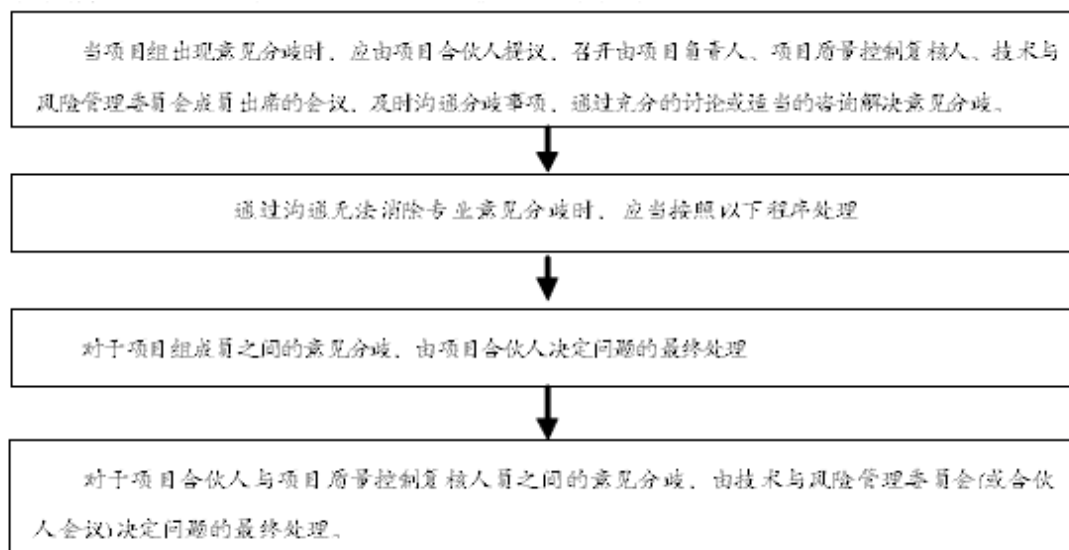 当项目组出现意见分歧时，应由项目合伙人提议，召开由项目负责人、项目质量控制复核人、技术与
风险管理委员会成员出席的会议，及时沟通分歧事项，通过充分的讨论或适当的咨询解决意见分歧。
通过沟通无法消除专业意见分歧时，应当按照以下程序处理
对于项目组成员之间的意见分歧，由项目合伙人决定问题的最终处理
对于项目合伙人与项目质量控制复核人员之间的意见分歧，由技术与风险管理委员会(或合伙
人会议)决定问题的最终处理。